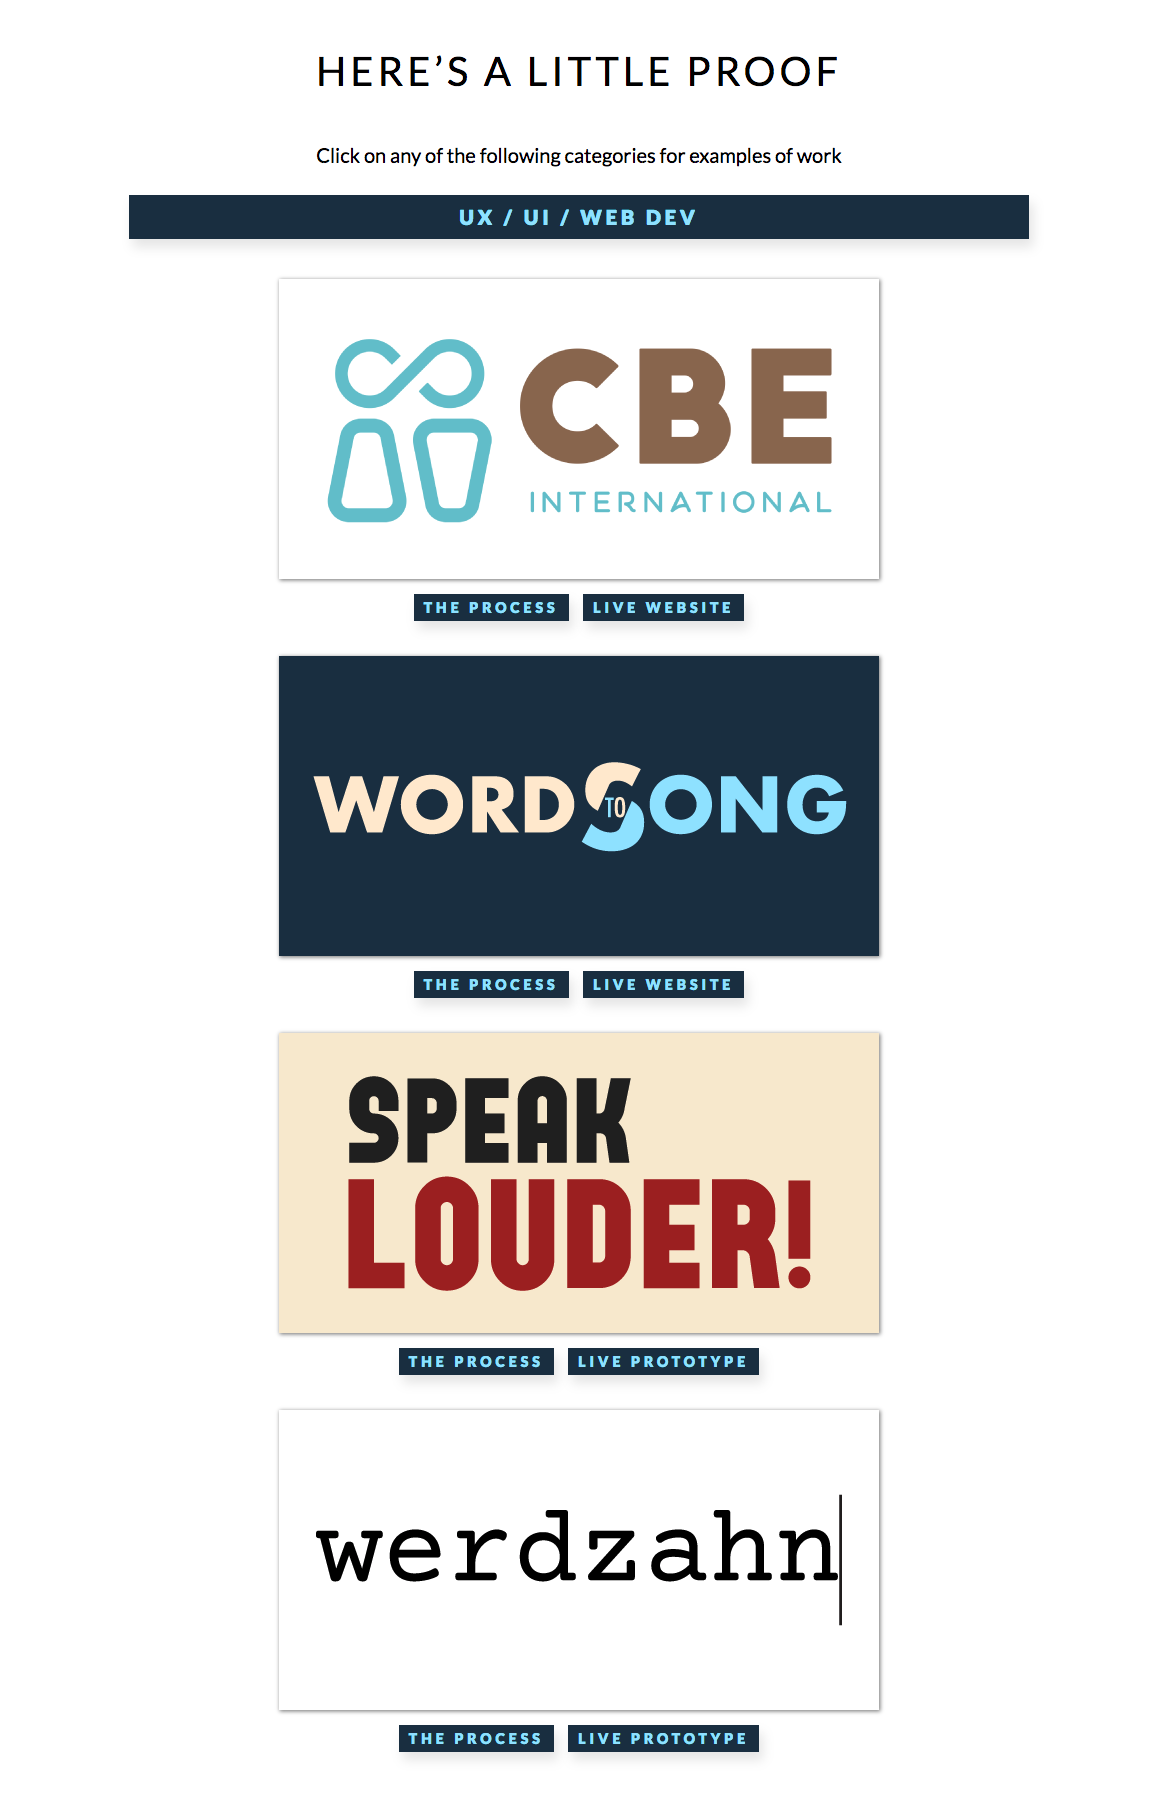 HERE’S A LITTLE PROOF
Click on any of the following categories for examples of work
UX / UI / WEB DEV
CBE
INTERNATIONAL
THE PROCESS LIVE WEBSITE
WORD TO SONG
THE PROCESS LIVE WEBSITE
SPEAK
LOUDER!
THE PROCESS LIVE PROTOTYPE
werdzahn
THE PROCESS LIVE PROTOTYPE